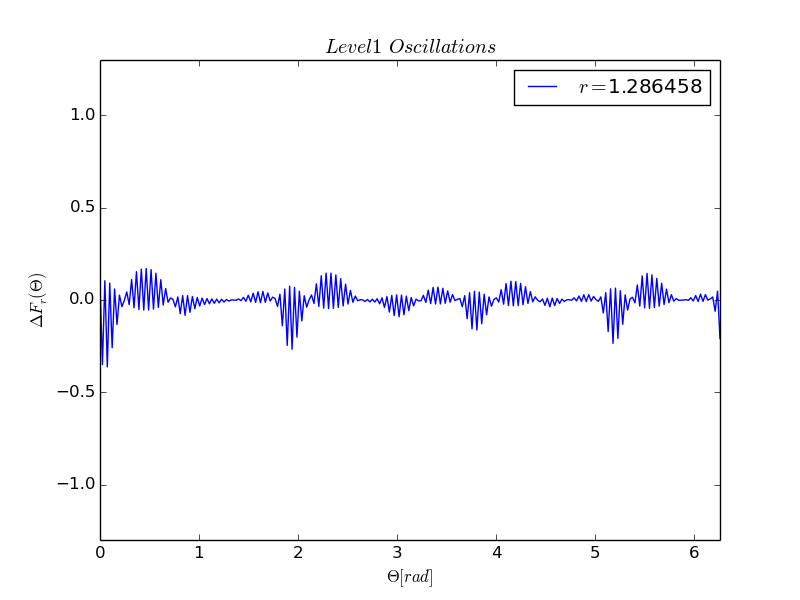 Level1 Oscillations
r=1.286458
1.0
0.5
0.0
−0.5
−1.0
ΔF_r(Θ)
0 1 2 3 4 5 6
Θ[rad]